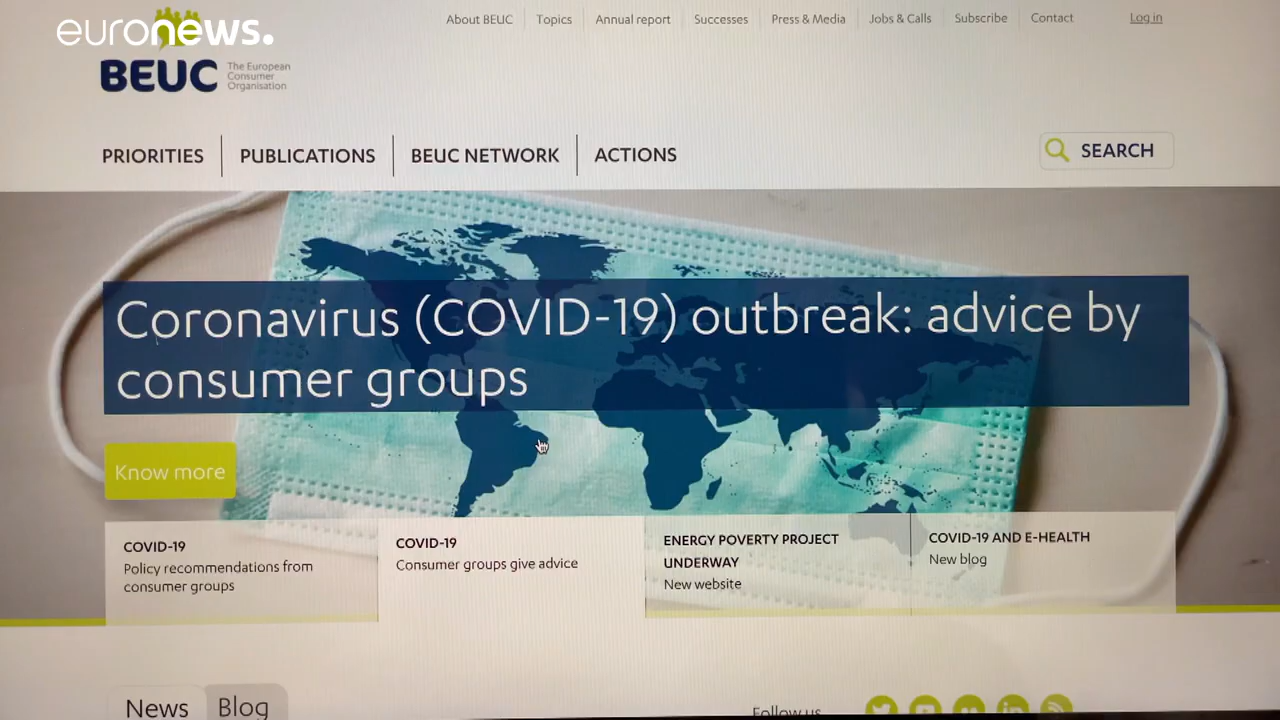 euronews.
About BEUC
Topics
Annual report
Successes
Press & Media
Jobs & Calls
Subscribe
Contact
Log in
BEUC
The European
Consumer
Organisation
PRIORITIES
PUBLICATIONS
BEUC NETWORK
ACTIONS
SEARCH
Coronavirus (COVID-19) outbreak: advice by
consumer groups
Know more
COVID-19
Policy recommendations from
consumer groups
COVID-19
Consumer groups give advice
ENERGY POVERTY PROJECT
UNDERWAY
New website
COVID-19 AND E-HEALTH
New blog
News
Blog
Follow us